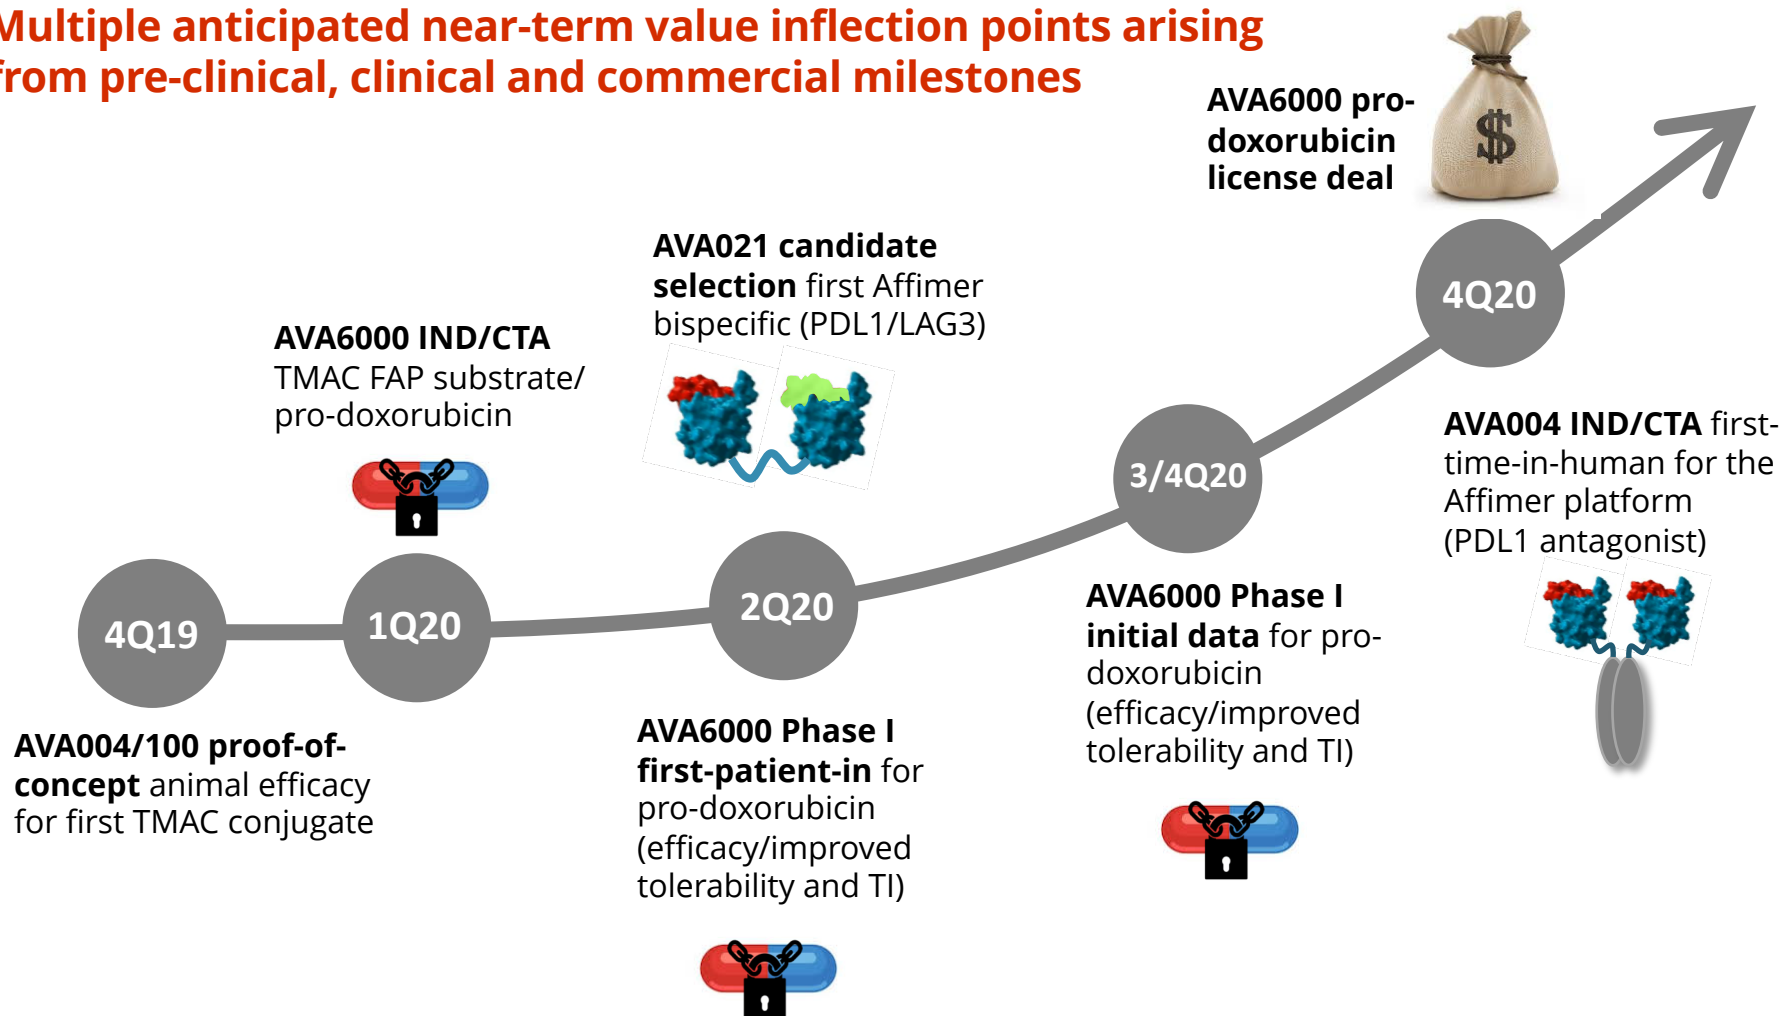 Multiple anticipated near-term value inflection points arising
from pre-clinical, clinical and commercial milestones
AVA6000 pro-
doxorubicin
license deal
$
AVA021 candidate
selection first Affimer
bispecific (PDL1/LAG3)
AVA6000 IND/CTA
TMAC FAP substrate/
pro-doxorubicin
4Q20
AVA004 IND/CTA first-
time-in-human for the
Affimer platform
(PDL1 antagonist)
3/4Q20
4Q19
1Q20
2Q20
AVA6000 Phase I
initial data for pro-
doxorubicin
(efficacy/improved
tolerability and TI)
AVA004/100 proof-of-
concept animal efficacy
for first TMAC conjugate
AVA6000 Phase I
first-patient-in for
pro-doxorubicin
(efficacy/improved
tolerability and TI)